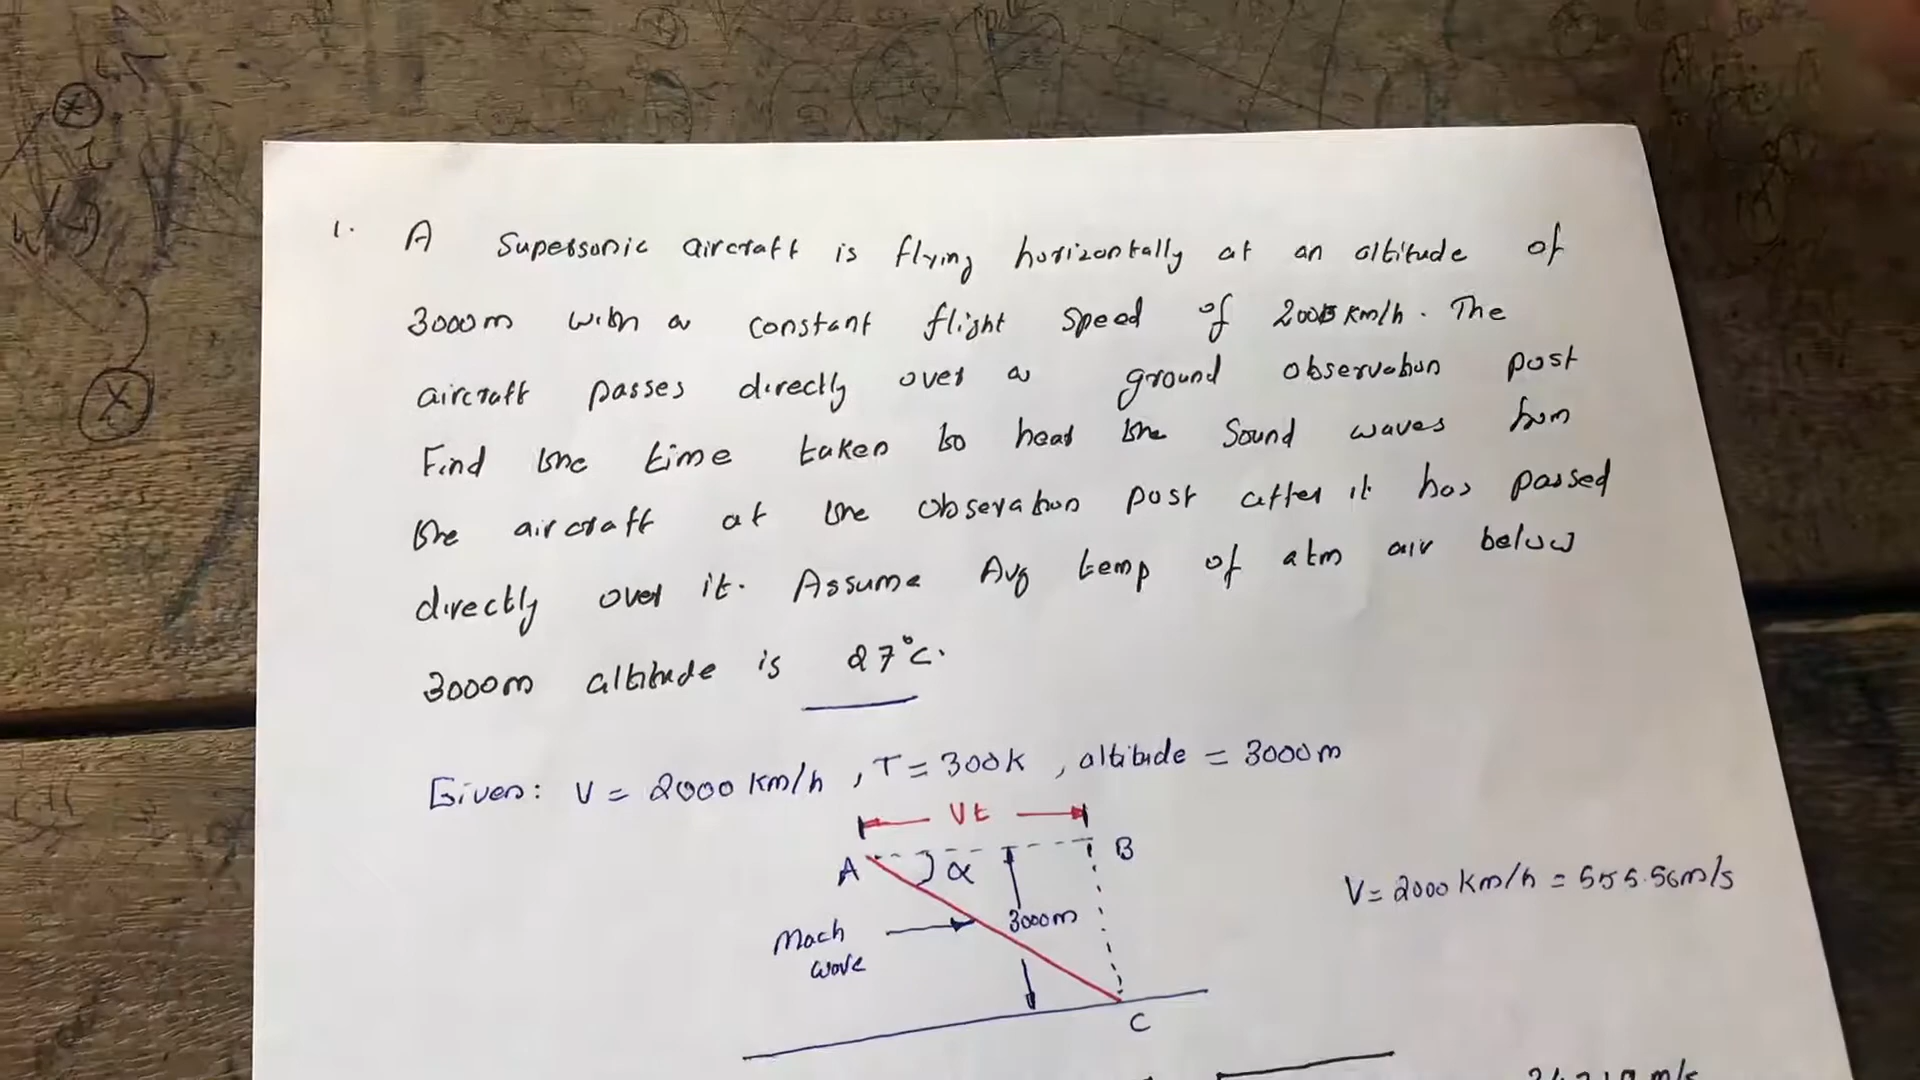 1. A Supersonic aircraft is flying horizontally at an altitude of
3000m with a constant flight speed of 2000 km/h. The
aircraft passes directly over a ground observation post
Find the time taken to hear the Sound waves from
the aircraft at the observation post after it has passed
directly over it. Assume Avg temp of atm air below
3000m altitude is 27°C.
Given: V = 2000 km/h, T = 300k, altitude = 3000m
Vt
A α B
V = 2000 km/h = 555.56m/s
3000m
Mach
wave
C
m/s